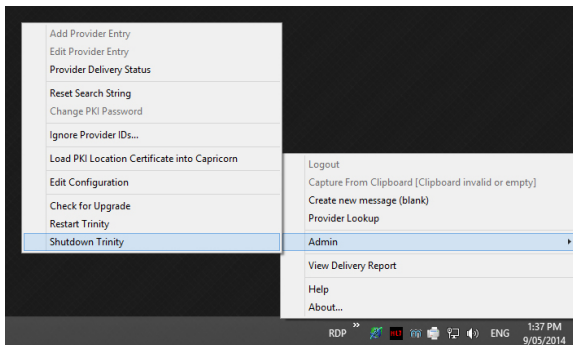 Add Provider Entry
Edit Provider Entry
Provider Delivery Status
Reset Search String
Change PKI Password
Ignore Provider IDs...
Load PKI Location Certificate into Capricorn
Edit Configuration
Check for Upgrade
Restart Trinity
Shutdown Trinity
Logout
Capture From Clipboard [Clipboard invalid or empty]
Create new message (blank)
Provider Lookup
Admin
View Delivery Report
Help
About...
RDP » HL7 ENG 1:37 PM
9/05/2014